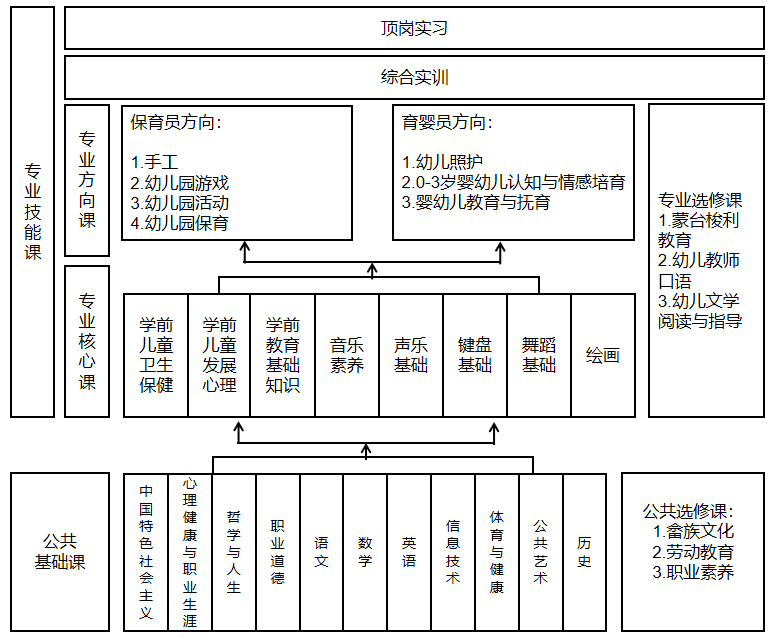 顶岗实习
综合实训
专业技能课
专业方向课
保育员方向：
1.手工
2.幼儿园游戏
3.幼儿园活动
4.幼儿园保育
育婴员方向：
1.幼儿照护
2.0-3岁婴幼儿认知与情感培育
3.婴幼儿教育与抚育
专业选修课
1.蒙台梭利
教育
2.幼儿教师
口语
3.幼儿文学
阅读与指导
专业核心课
学前
儿童
卫生
保健
学前
儿童
发展
心理
学前
教育
基础
知识
音乐
素养
声乐
基础
键盘
基础
舞蹈
基础
绘画
公共
基础课
中国特色社会主义
心理健康与职业生涯
哲学与人生
职业道德
语文
数学
英语
信息技术
体育与健康
公共艺术
历史
公共选修课：
1.畲族文化
2.劳动教育
3.职业素养